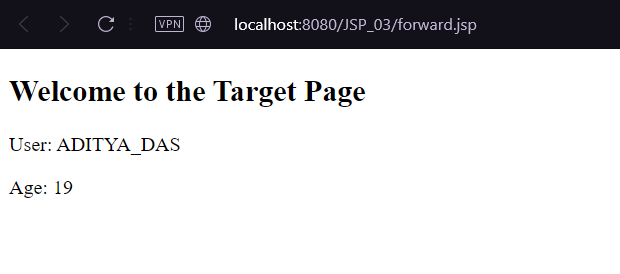 VPN localhost:8080/JSP_03/forward.jsp
Welcome to the Target Page
User: ADITYA_DAS
Age: 19